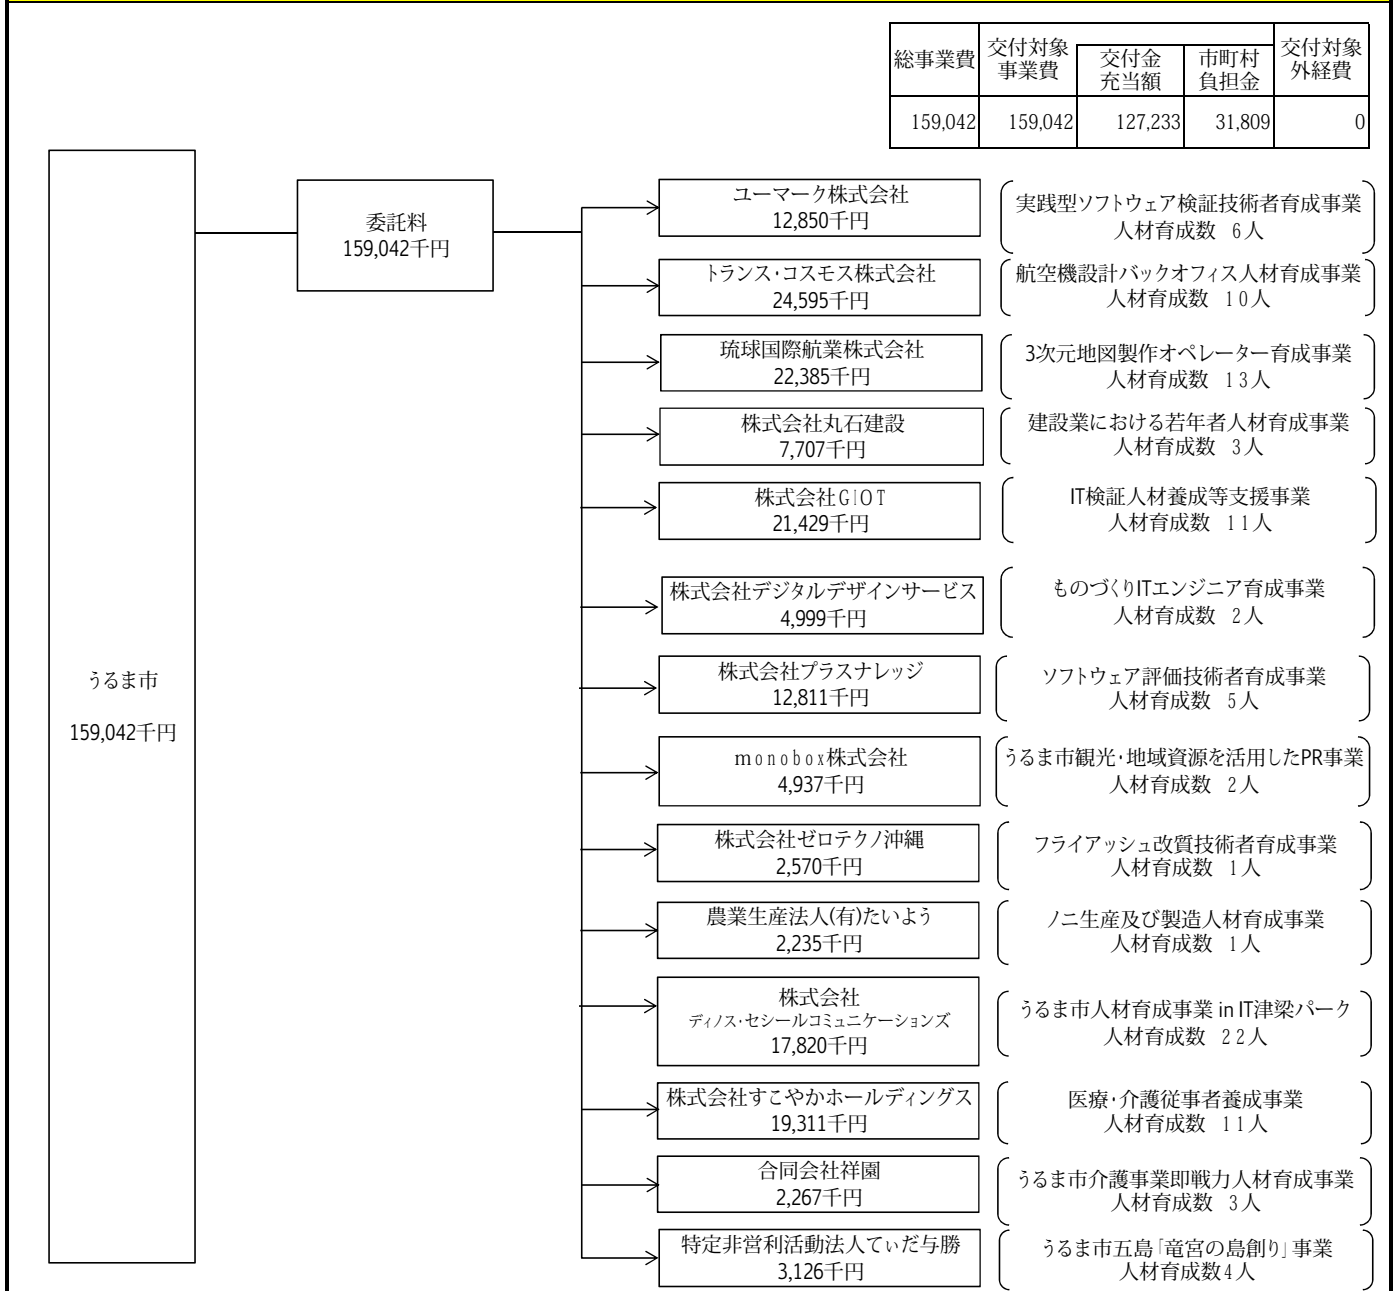 総事業費
交付対象
事業費
交付金
充当額
市町村
負担金
交付対象
外経費
159,042 159,042 127,233 31,809 0
うるま市
159,042千円
委託料
159,042千円
ユーマーク株式会社
12,850千円
実践型ソフトウェア検証技術者育成事業
人材育成数 6人
トランス・コスモス株式会社
24,595千円
航空機設計バックオフィス人材育成事業
人材育成数 10人
琉球国際航業株式会社
22,385千円
3次元地図製作オペレーター育成事業
人材育成数 13人
株式会社丸石建設
7,707千円
建設業における若年者人材育成事業
人材育成数 3人
株式会社GIOT
21,429千円
IT検証人材養成等支援事業
人材育成数 11人
株式会社デジタルデザインサービス
4,999千円
ものづくりITエンジニア育成事業
人材育成数 2人
株式会社プラスナレッジ
12,811千円
ソフトウェア評価技術者育成事業
人材育成数 5人
monobox株式会社
4,937千円
うるま市観光・地域資源を活用したPR事業
人材育成数 2人
株式会社ゼロテクノ沖縄
2,570千円
フライアッシュ改質技術者育成事業
人材育成数 1人
農業生産法人(有)たいよう
2,235千円
ノニ生産及び製造人材育成事業
人材育成数 1人
株式会社
ディノス・セシールコミュニケーションズ
17,820千円
うるま市人材育成事業 in IT津梁パーク
人材育成数 22人
株式会社すこやかホールディングス
19,311千円
医療・介護従事者養成事業
人材育成数 11人
合同会社祥園
2,267千円
うるま市介護事業即戦力人材育成事業
人材育成数 3人
特定非営利活動法人てぃだ与勝
3,126千円
うるま市五島「竜宮の島創り」事業
人材育成数4人